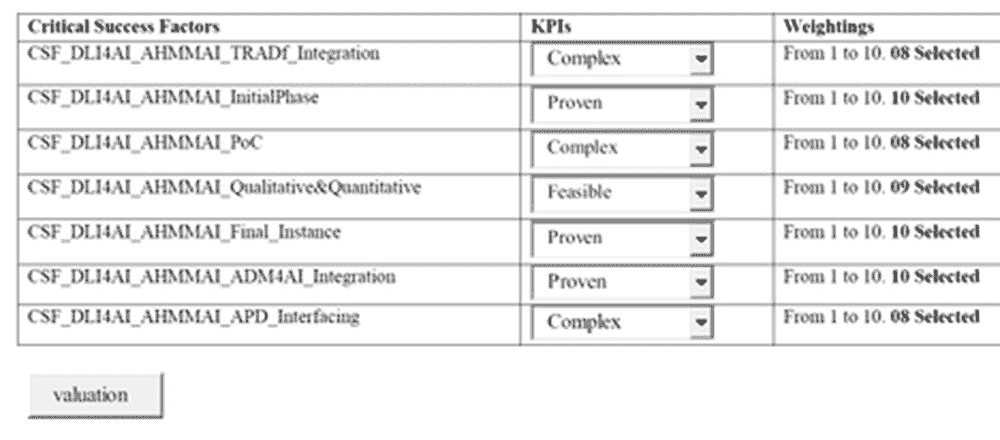 Critical Success Factors KPIs Weightings
CSF_DLI4AI_AHMMAI_TRADf_Integration Complex From 1 to 10. 08 Selected
CSF_DLI4AI_AHMMAI_InitialPhase Proven From 1 to 10. 10 Selected
CSF_DLI4AI_AHMMAI_PoC Complex From 1 to 10. 08 Selected
CSF_DLI4AI_AHMMAI_Qualitative&Quantitative Feasible From 1 to 10. 09 Selected
CSF_DLI4AI_AHMMAI_Final_Instance Proven From 1 to 10. 10 Selected
CSF_DLI4AI_AHMMAI_ADM4AI_Integration Proven From 1 to 10. 10 Selected
CSF_DLI4AI_AHMMAI_APD_Interfacing Complex From 1 to 10. 08 Selected
valuation